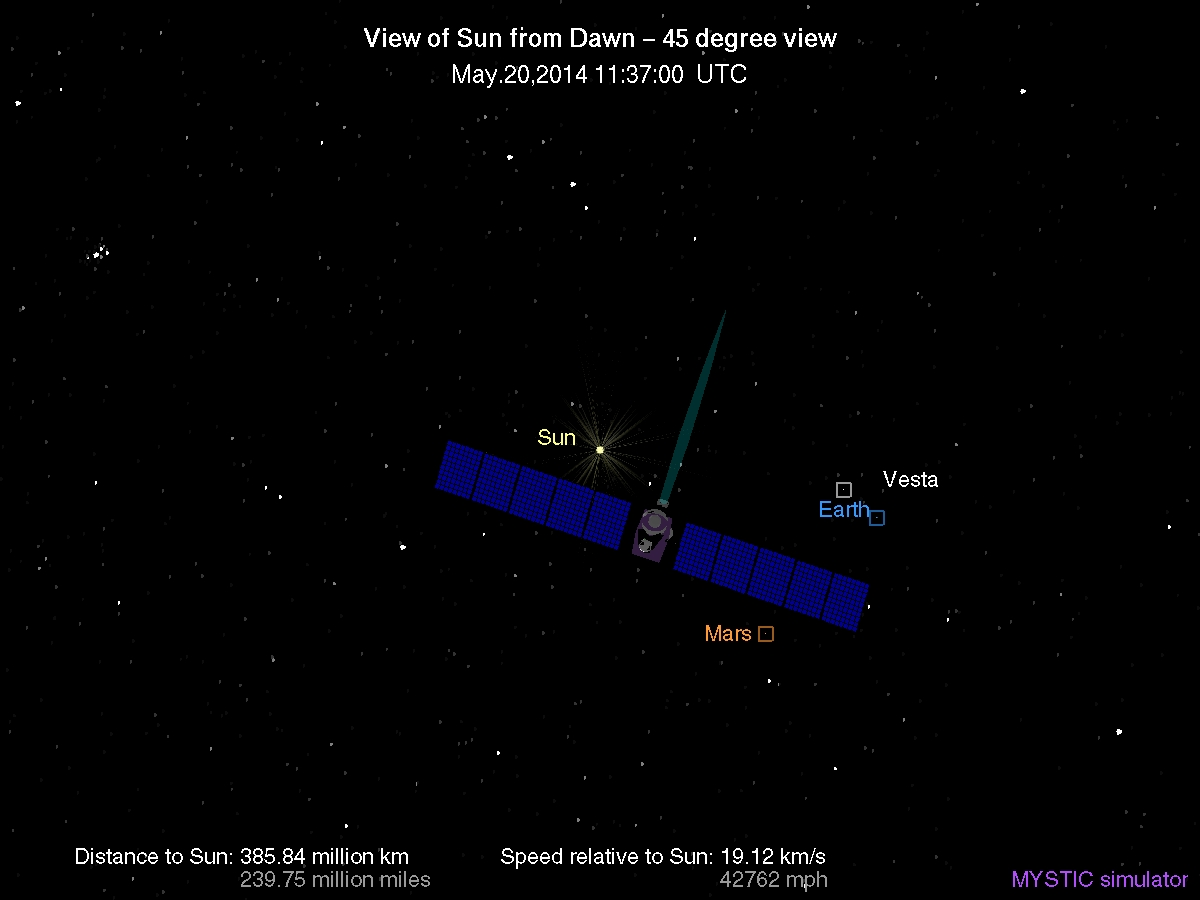 View of Sun from Dawn – 45 degree view
May.20,2014 11:37:00 UTC
Sun
Vesta
Earth
Mars
Distance to Sun: 385.84 million km
239.75 million miles
Speed relative to Sun: 19.12 km/s
42762 mph
MYSTIC simulator